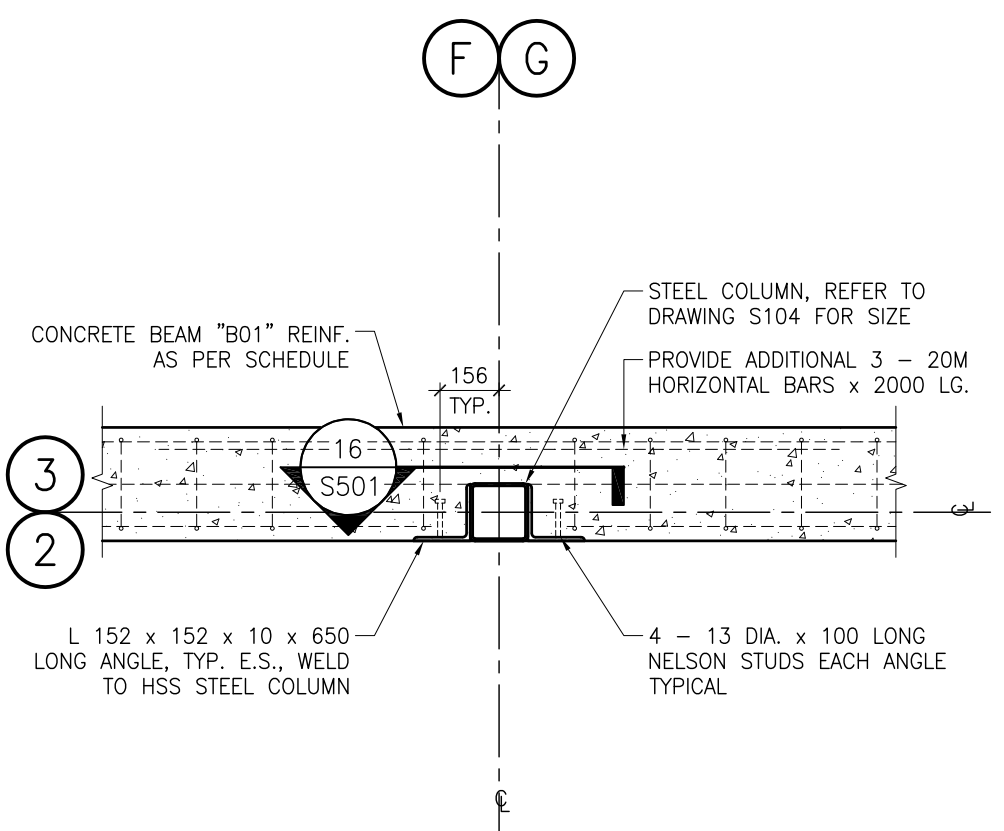 F G
STEEL COLUMN, REFER TO
DRAWING S104 FOR SIZE
CONCRETE BEAM "B01" REINF.
AS PER SCHEDULE
PROVIDE ADDITIONAL 3 - 20M
HORIZONTAL BARS x 2000 LG.
156
TYP.
16
S501
3
2
℄
L 152 x 152 x 10 x 650
LONG ANGLE, TYP. E.S., WELD
TO HSS STEEL COLUMN
4 - 13 DIA. x 100 LONG
NELSON STUDS EACH ANGLE
TYPICAL
℄